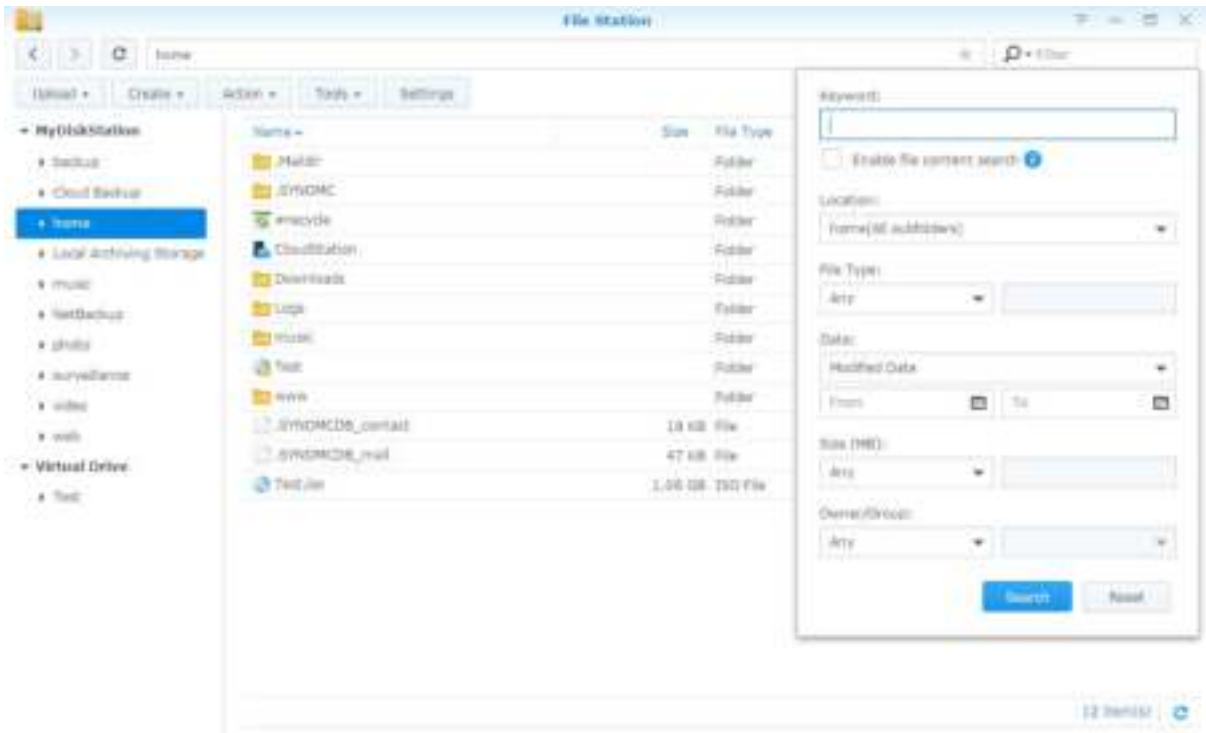 File Station
home
Filter
Upload Create Action Tools Settings
Keyword:
Enable file content search
Location:
home(All subfolders)
File Type:
Any
Date:
Modified Date
From To
Size (MB):
Any
Owner/Group:
Any
Search Reset
MyDiskStation
backup
Cloud Backup
home
Local Archiving Storage
music
NetBackup
photo
surveillance
video
web
Virtual Drive
Test
Name Size File Type
.Maildir Folder
.SYNOMC Folder
#recycle Folder
CloudStation Folder
Downloads Folder
Logs Folder
music Folder
Test Folder
www Folder
.SYNOMCDB_contact 18 KB File
.SYNOMCDB_mail 47 KB File
Test.iso 1.06 GB ISO File
12 item(s)